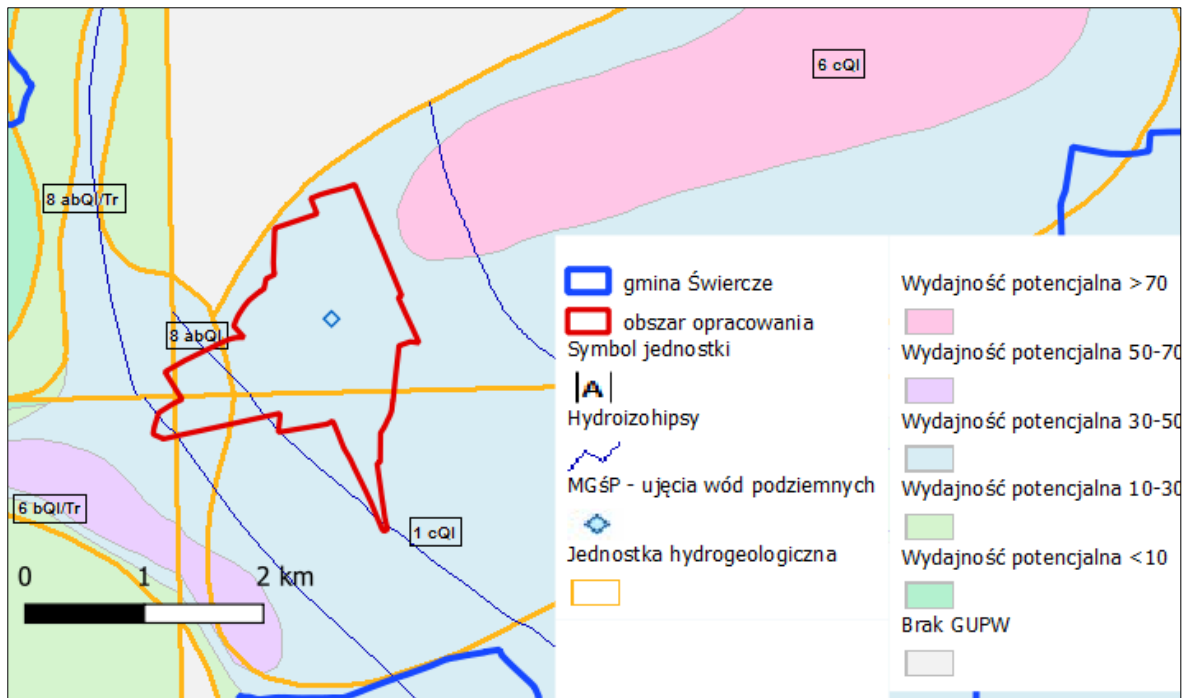 6 cQI
8 abQI/Tr
8 abQI
6 bQI/Tr
1 cQI
0 1 2 km
gmina Świercze
obszar opracowania
Symbol jednostki
A
Hydroizohipsy
MGśP - ujęcia wód podziemnych
Jednostka hydrogeologiczna
Wydajność potencjalna >70
Wydajność potencjalna 50-70
Wydajność potencjalna 30-50
Wydajność potencjalna 10-30
Wydajność potencjalna <10
Brak GUPW